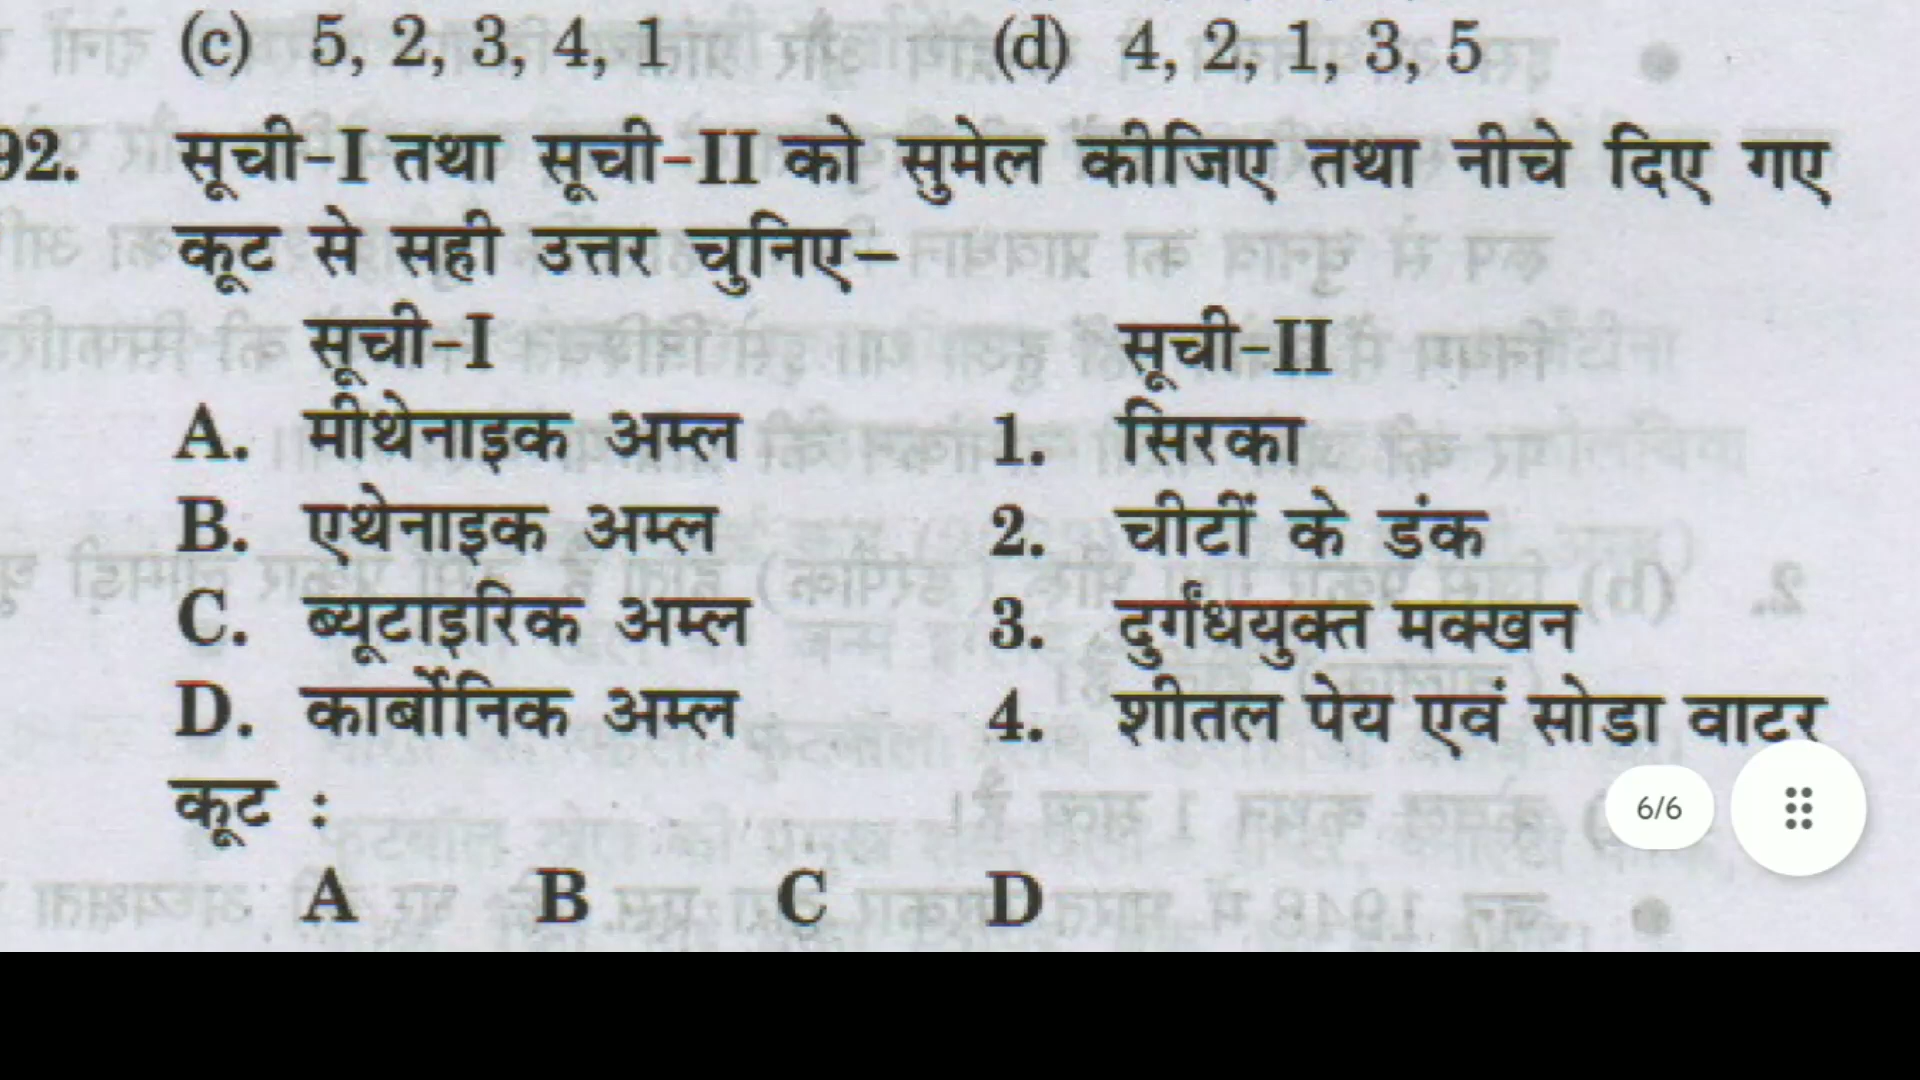 (c) 5, 2, 3, 4, 1 (d) 4, 2, 1, 3, 5
92. सूची-I तथा सूची-II को सुमेल कीजिए तथा नीचे दिए गए
कूट से सही उत्तर चुनिए–
सूची-I सूची-II
A. मीथेनाइक अम्ल 1. सिरका
B. एथेनाइक अम्ल 2. चीटीं के डंक
C. ब्यूटाइरिक अम्ल 3. दुर्गंधयुक्त मक्खन
D. कार्बोनिक अम्ल 4. शीतल पेय एवं सोडा वाटर
कूट :
6/6
A B C D